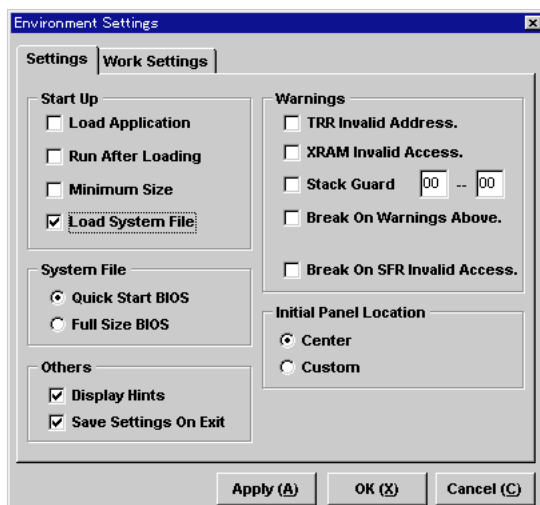 Environment Settings
Settings
Work Settings
Start Up
Load Application
Run After Loading
Minimum Size
Load System File
System File
Quick Start BIOS
Full Size BIOS
Others
Display Hints
Save Settings On Exit
Warnings
TRR Invalid Address.
XRAM Invalid Access.
Stack Guard 00 -- 00
Break On Warnings Above.
Break On SFR Invalid Access.
Initial Panel Location
Center
Custom
Apply (A)
OK (X)
Cancel (C)